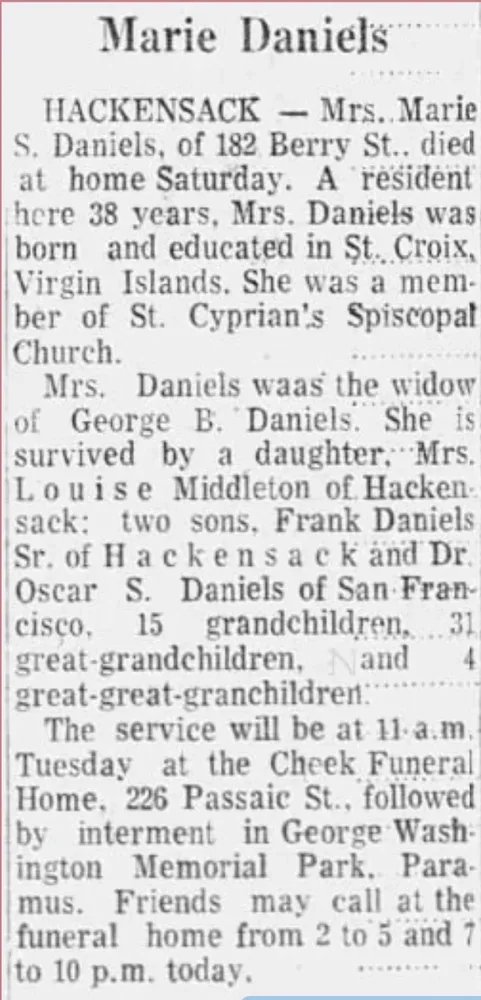 Marie Daniels
HACKENSACK — Mrs. Marie
S. Daniels, of 182 Berry St., died
at home Saturday. A resident
here 38 years, Mrs. Daniels was
born and educated in St. Croix,
Virgin Islands. She was a mem-
ber of St. Cyprian's Spiscopal
Church.
Mrs. Daniels waas the widow
of George B. Daniels. She is
survived by a daughter, Mrs.
Louise Middleton of Hacken-
sack: two sons, Frank Daniels
Sr. of Hackensack and Dr.
Oscar S. Daniels of San Fran-
cisco, 15 grandchildren, 31
great-grandchildren, and 4
great-great-granchildren.
The service will be at 11 a.m.
Tuesday at the Cheek Funeral
Home, 226 Passaic St., followed
by interment in George Wash-
ington Memorial Park, Para-
mus. Friends may call at the
funeral home from 2 to 5 and 7
to 10 p.m. today.